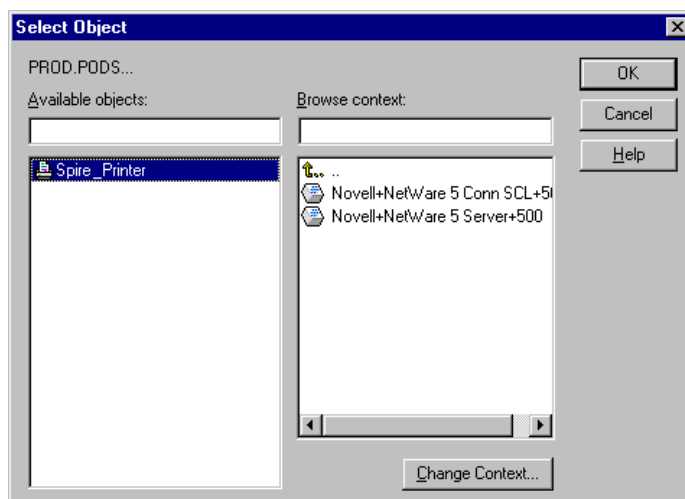 Select Object
PROD.PODS...
OK
Available objects:
Browse context:
Cancel
Help
Spire_Printer
..
Novell+NetWare 5 Conn SCL+50
Novell+NetWare 5 Server+500
Change Context...